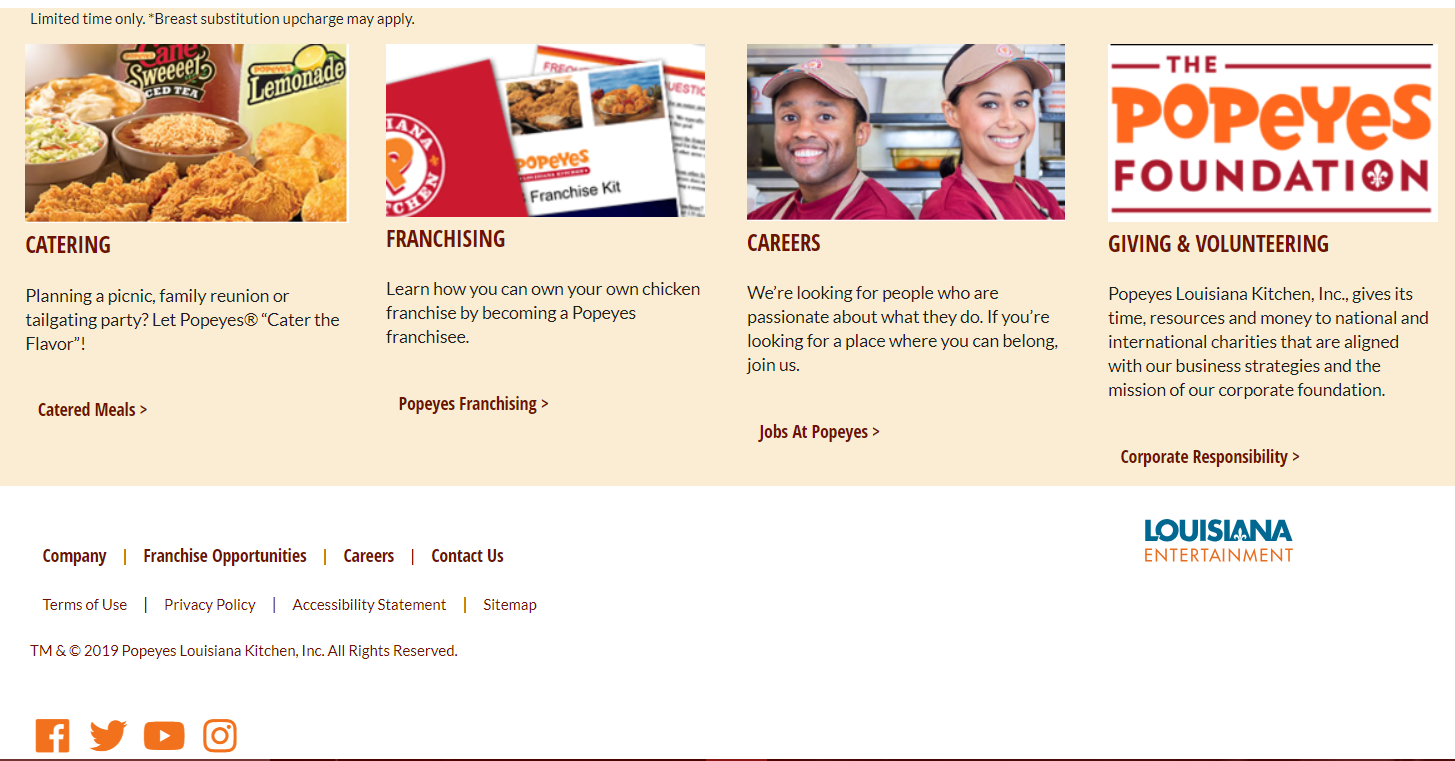 Limited time only. *Breast substitution upcharge may apply.
Cane
Sweeeet
ICED TEA
POPEYES
Lemonade
POPEYES
LOUISIANA KITCHEN
Franchise Kit
THE
POPEYES
FOUNDATION
CATERING
Planning a picnic, family reunion or
tailgating party? Let Popeyes® “Cater the
Flavor”!
Catered Meals >
FRANCHISING
Learn how you can own your own chicken
franchise by becoming a Popeyes
franchisee.
Popeyes Franchising >
CAREERS
We’re looking for people who are
passionate about what they do. If you’re
looking for a place where you can belong,
join us.
Jobs At Popeyes >
GIVING & VOLUNTEERING
Popeyes Louisiana Kitchen, Inc., gives its
time, resources and money to national and
international charities that are aligned
with our business strategies and the
mission of our corporate foundation.
Corporate Responsibility >
LOUISIANA
ENTERTAINMENT
Company | Franchise Opportunities | Careers | Contact Us
Terms of Use | Privacy Policy | Accessibility Statement | Sitemap
TM & © 2019 Popeyes Louisiana Kitchen, Inc. All Rights Reserved.